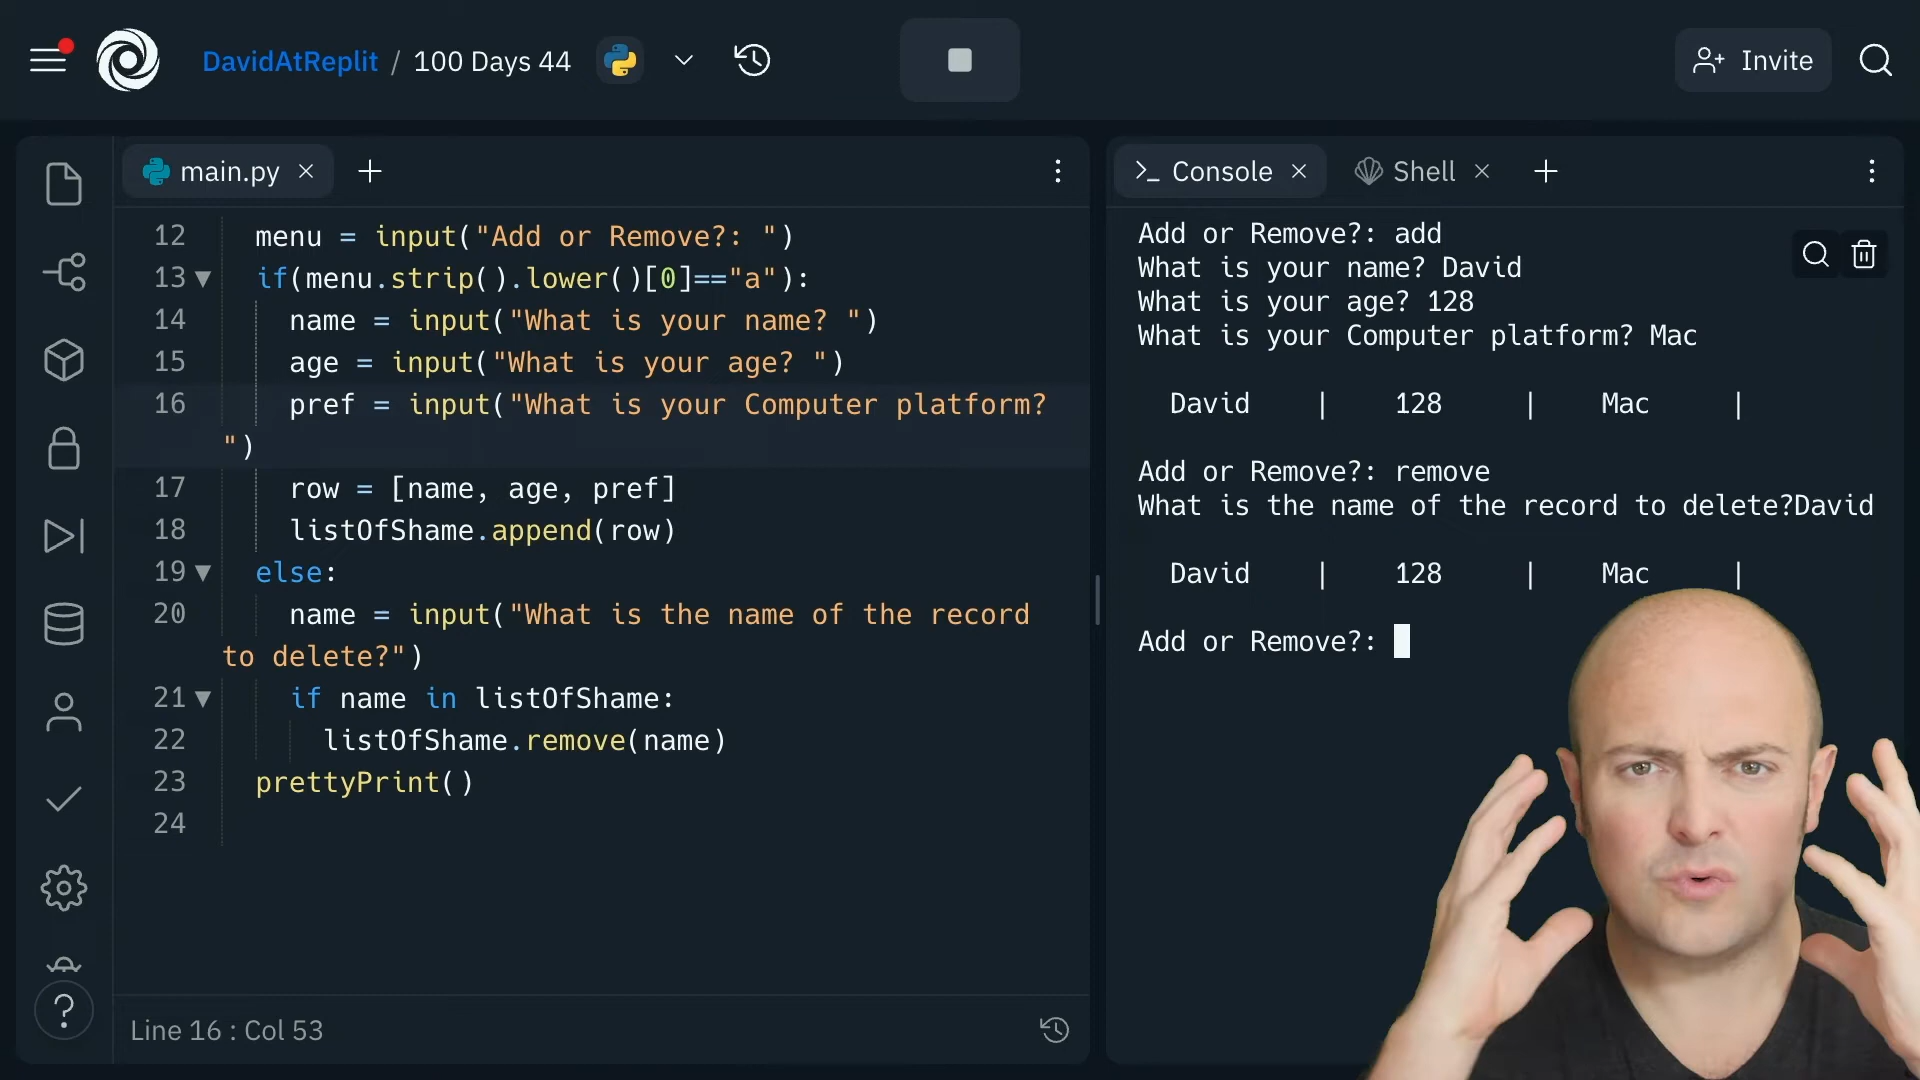 DavidAtReplit / 100 Days 44
Invite
main.py
12 menu = input("Add or Remove?: ")
13 if(menu.strip().lower()[0]=="a"):
14 name = input("What is your name? ")
15 age = input("What is your age? ")
16 pref = input("What is your Computer platform?
")
17 row = [name, age, pref]
18 listOfShame.append(row)
19 else:
20 name = input("What is the name of the record
to delete?")
21 if name in listOfShame:
22 listOfShame.remove(name)
23 prettyPrint()
24
Line 16 : Col 53
Console
Shell
Add or Remove?: add
What is your name? David
What is your age? 128
What is your Computer platform? Mac
David | 128 | Mac |
Add or Remove?: remove
What is the name of the record to delete?David
David | 128 | Mac |
Add or Remove?: